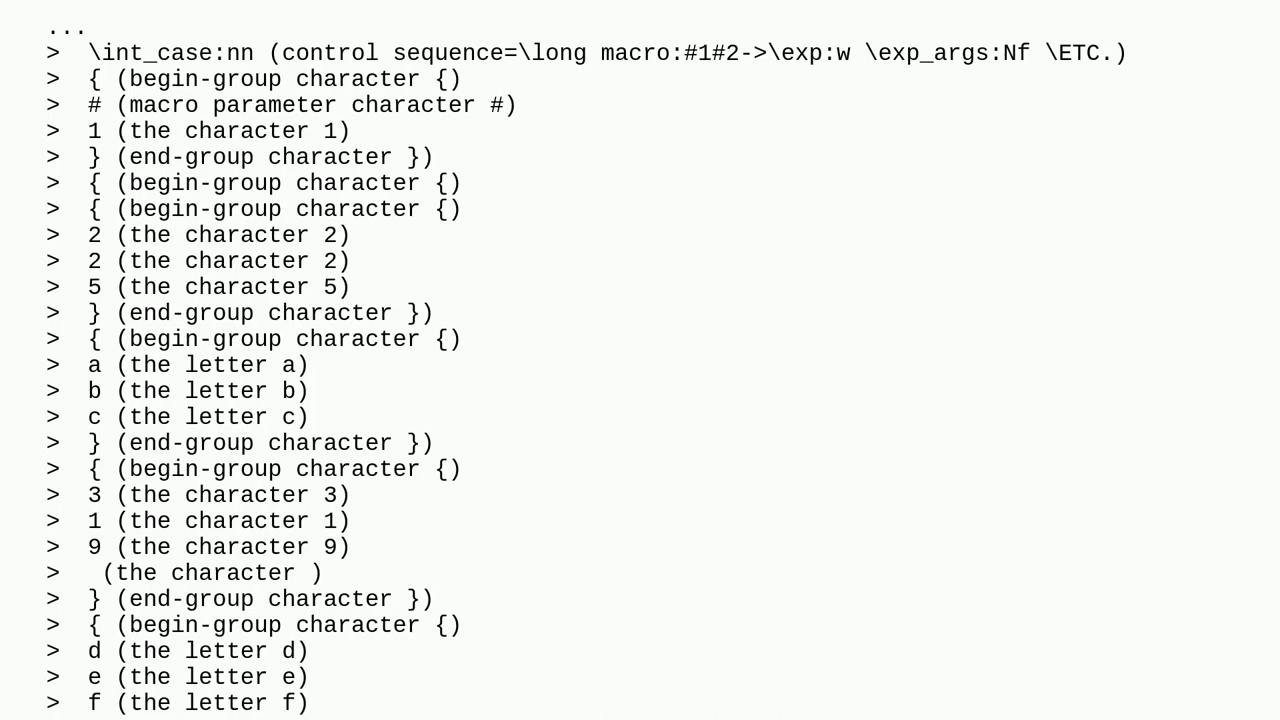 ...
>  \int_case:nn (control sequence=\long macro:#1#2->\exp:w \exp_args:Nf \ETC.)
>  { (begin-group character {)
>  # (macro parameter character #)
>  1 (the character 1)
>  } (end-group character })
>  { (begin-group character {)
>  { (begin-group character {)
>  2 (the character 2)
>  2 (the character 2)
>  5 (the character 5)
>  } (end-group character })
>  { (begin-group character {)
>  a (the letter a)
>  b (the letter b)
>  c (the letter c)
>  } (end-group character })
>  { (begin-group character {)
>  3 (the character 3)
>  1 (the character 1)
>  9 (the character 9)
>   (the character )
>  } (end-group character })
>  { (begin-group character {)
>  d (the letter d)
>  e (the letter e)
>  f (the letter f)